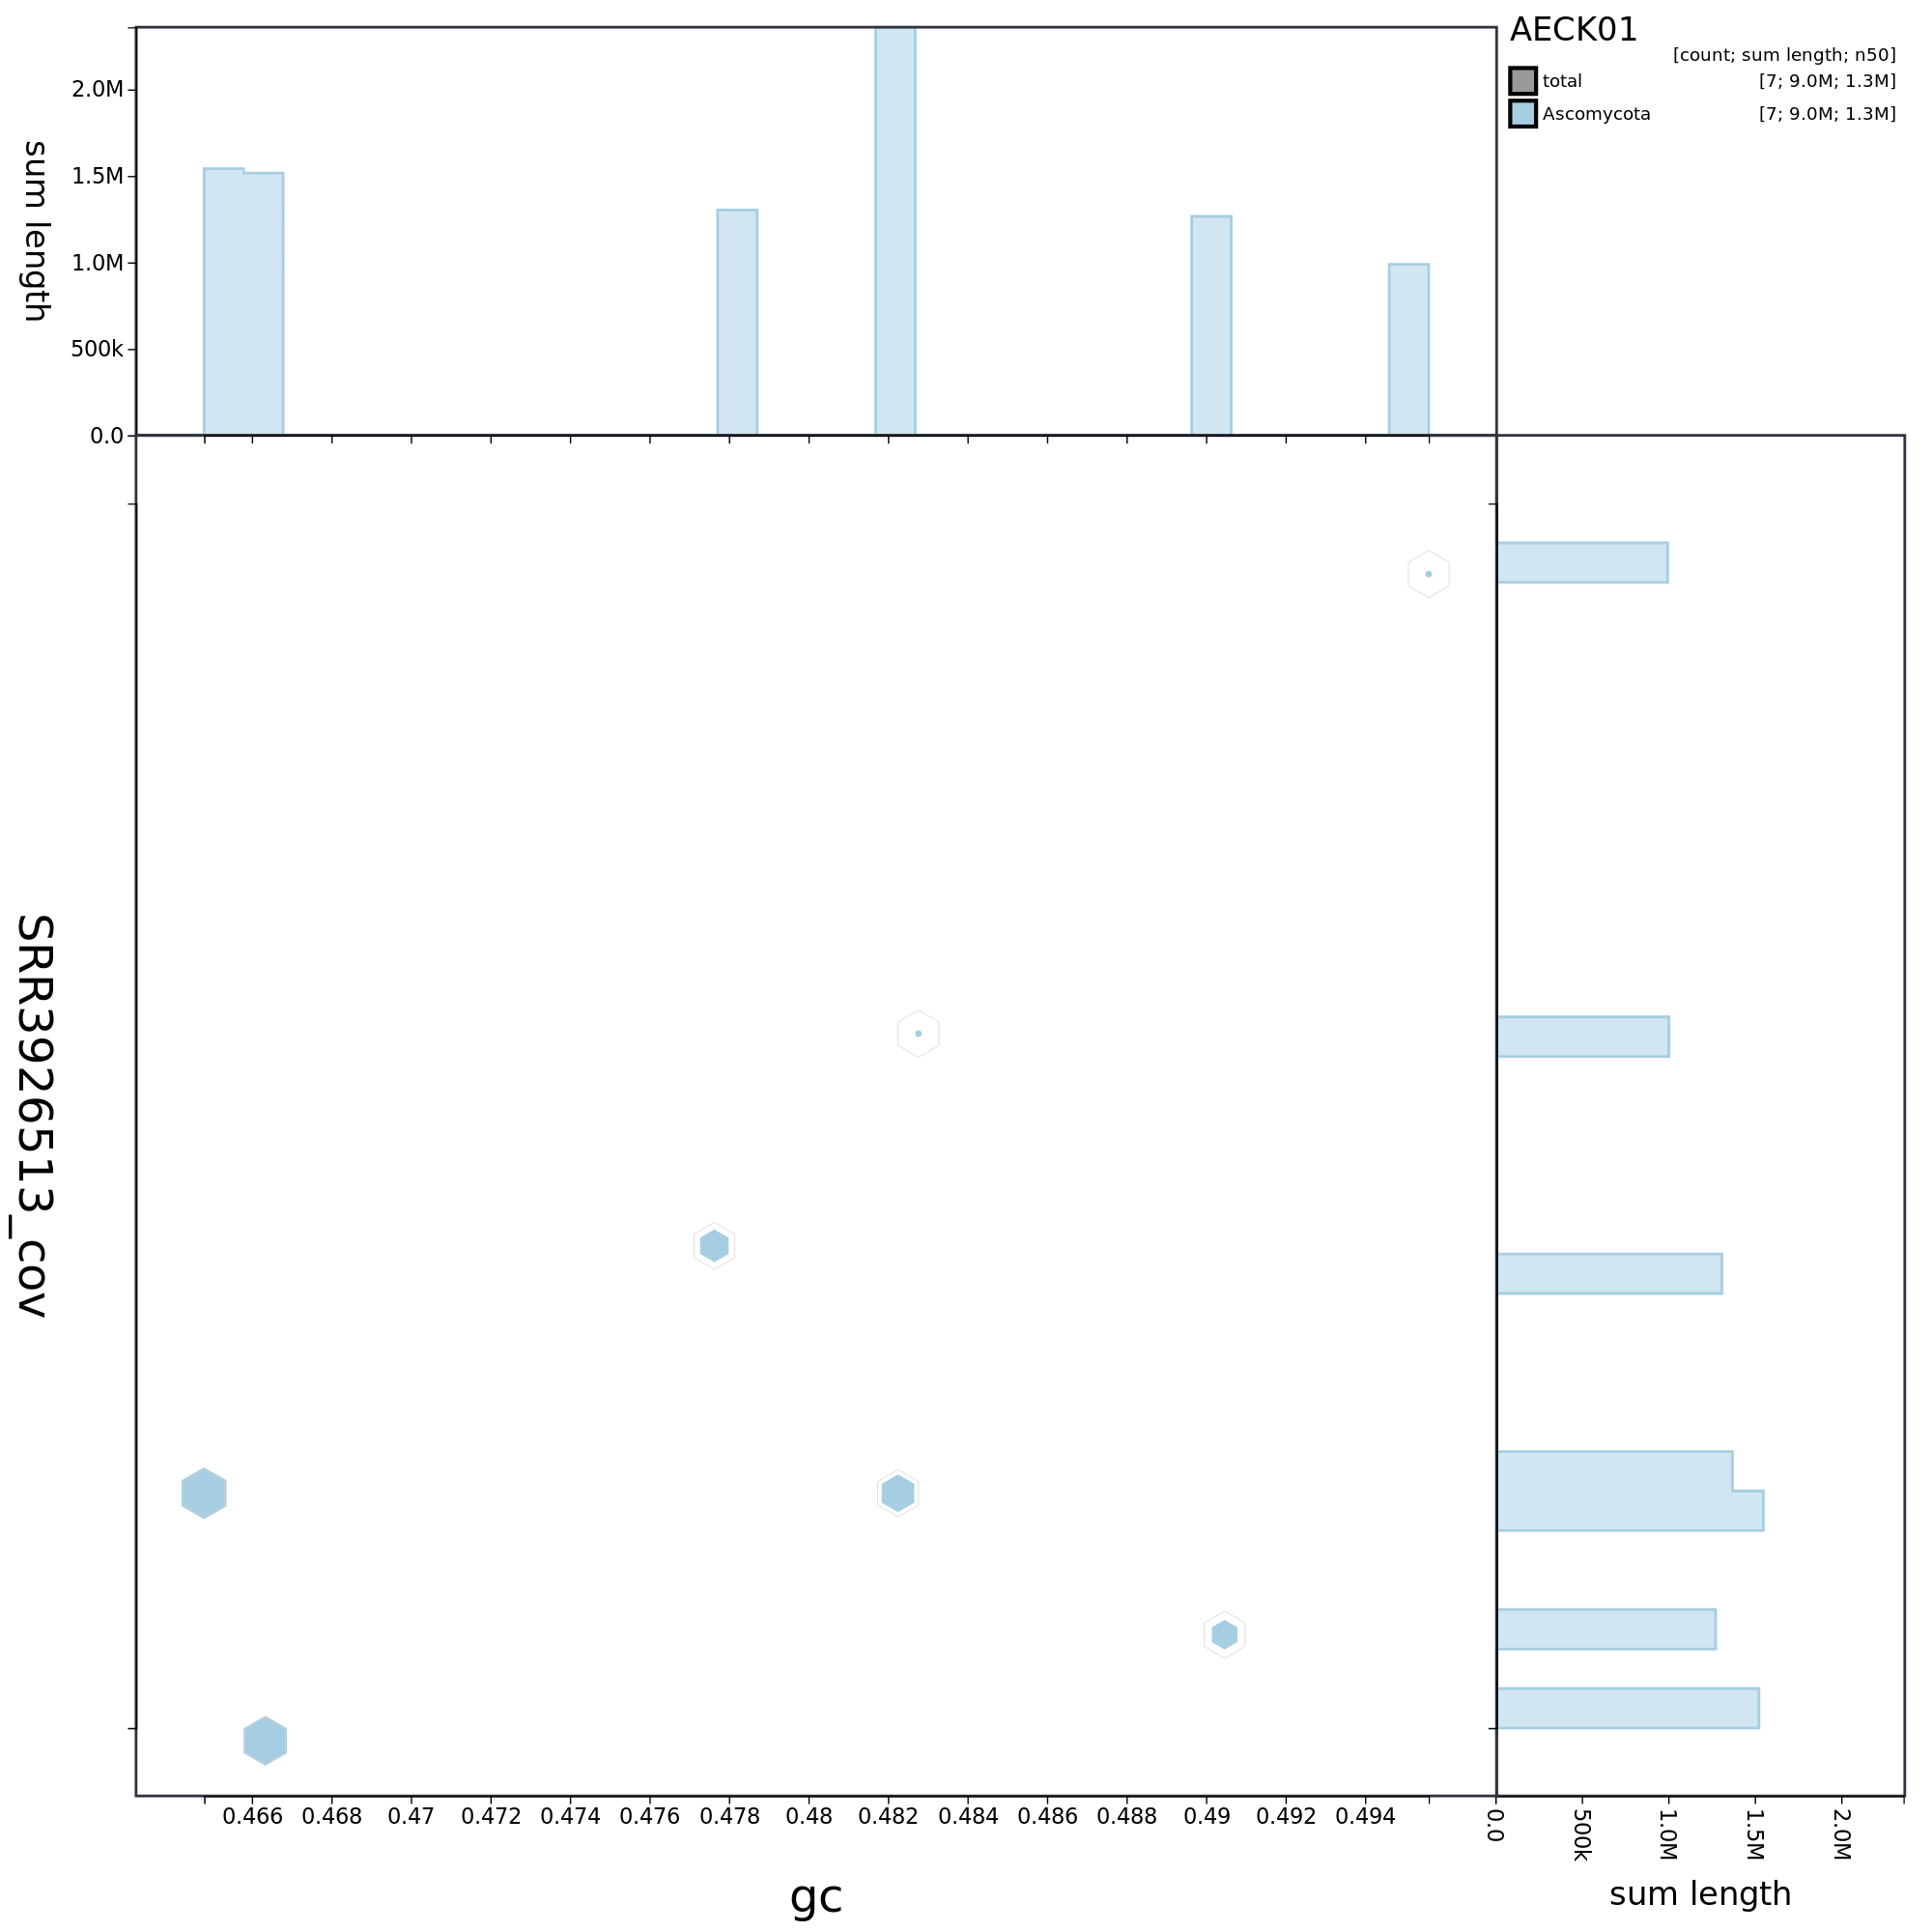 AECK01
[count; sum length; n50]
total [7; 9.0M; 1.3M]
Ascomycota [7; 9.0M; 1.3M]
sum length
2.0M
1.5M
1.0M
500k
0.0
SRR3926513_cov
0.466 0.468 0.47 0.472 0.474 0.476 0.478 0.48 0.482 0.484 0.486 0.488 0.49 0.492 0.494
gc
0.0 500k 1.0M 1.5M 2.0M
sum length